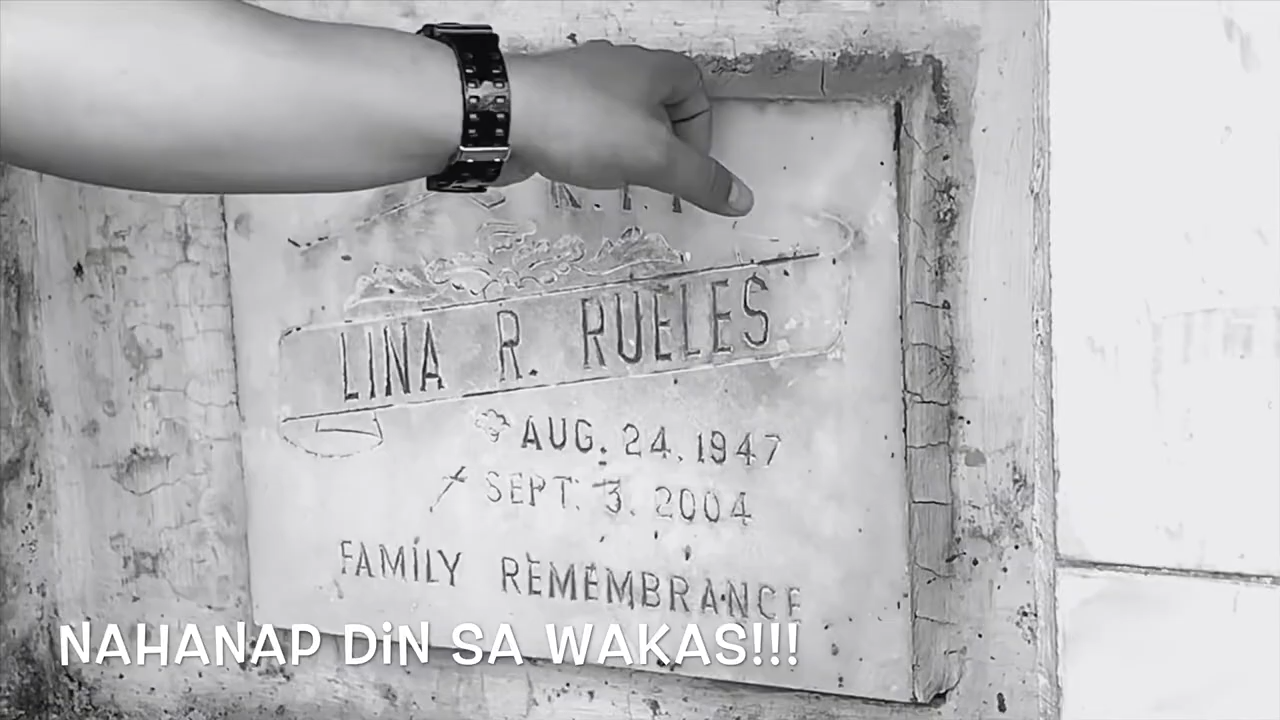 R.I.P
LINA R. RUELES
AUG. 24. 1947
SEPT. 3. 2004
FAMILY REMEMBRANCE
NAHANAP DiN SA WAKAS!!!